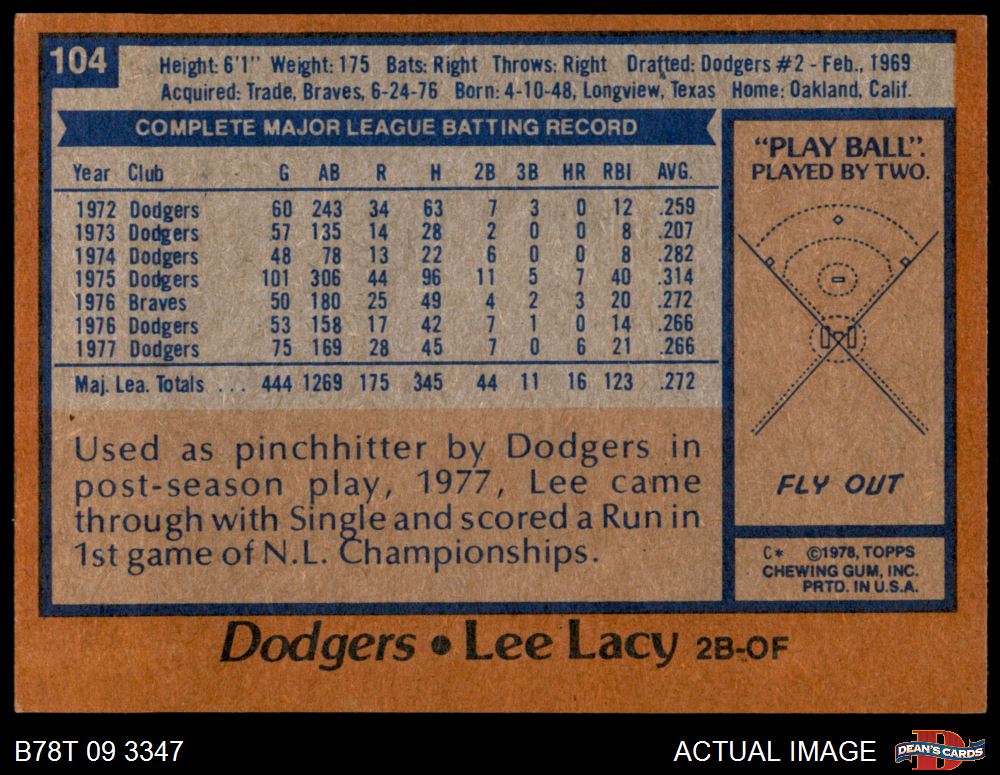 104
Height: 6'1" Weight: 175 Bats: Right Throws: Right Drafted: Dodgers #2 - Feb., 1969
Acquired: Trade, Braves, 6-24-76 Born: 4-10-48, Longview, Texas Home: Oakland, Calif.
COMPLETE MAJOR LEAGUE BATTING RECORD
Year Club G AB R H 2B 3B HR RBI AVG.
1972 Dodgers 60 243 34 63 7 3 0 12 .259
1973 Dodgers 57 135 14 28 2 0 0 8 .207
1974 Dodgers 48 78 13 22 6 0 0 8 .282
1975 Dodgers 101 306 44 96 11 5 7 40 .314
1976 Braves 50 180 25 49 4 2 3 20 .272
1976 Dodgers 53 158 17 42 7 1 0 14 .266
1977 Dodgers 75 169 28 45 7 0 6 21 .266
Maj. Lea. Totals ... 444 1269 175 345 44 11 16 123 .272
Used as pinchhitter by Dodgers in
post-season play, 1977, Lee came
through with Single and scored a Run in
1st game of N.L. Championships.
"PLAY BALL".
PLAYED BY TWO.
FLY OUT
C* ©1978, TOPPS
CHEWING GUM, INC.
PRTD. IN U.S.A.
Dodgers • Lee Lacy 2B-OF
B78T 09 3347
ACTUAL IMAGE
D
DEAN'S CARDS